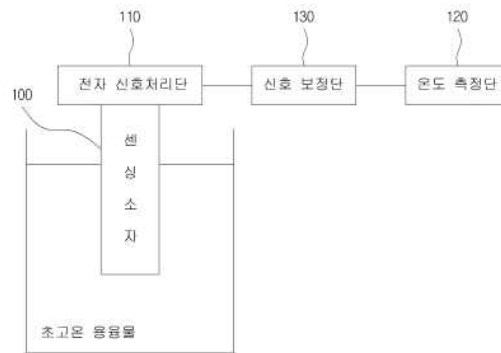 110
130
120
전자 신호처리단
신호 보정단
온도 측정단
100
센
싱
소
자
초고온 용융물